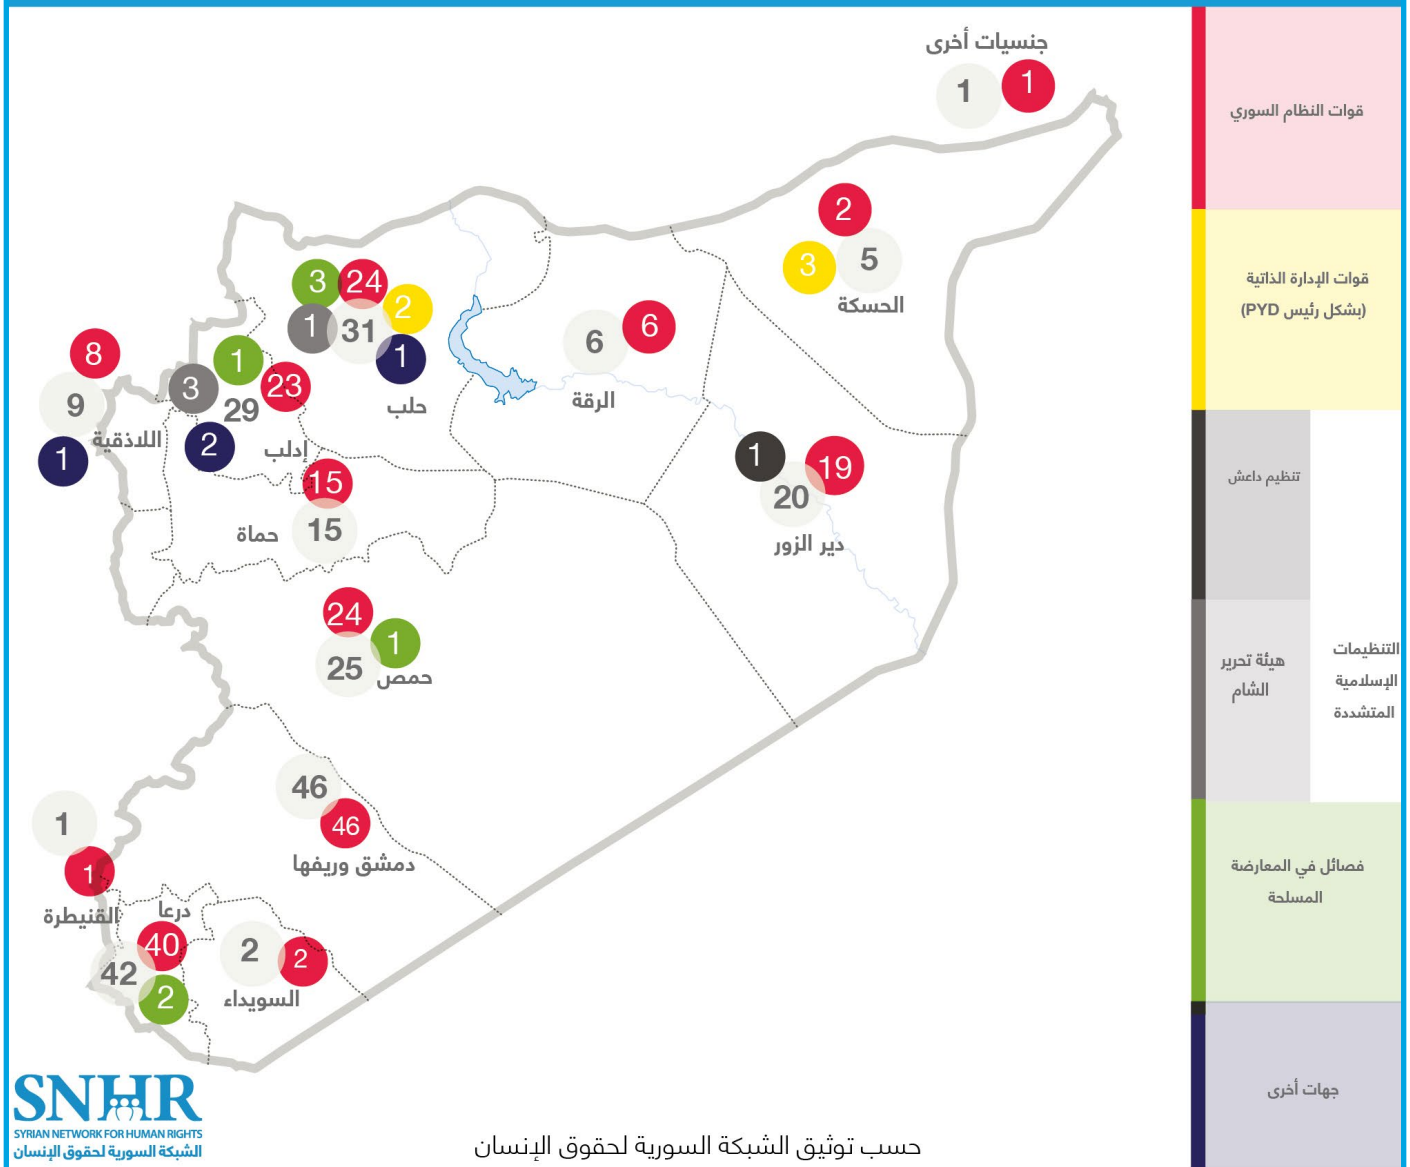 جنسيات أخرى
1
1
2
3
5
الحسكة
3
24
2
1
31
1
حلب
6
6
الرقة
8
9
1
اللاذقية
1
3
23
29
2
إدلب
15
15
حماة
1
19
20
دير الزور
24
1
25
حمص
46
46
دمشق وريفها
1
1
القنيطرة
درعا
40
42
2
2
2
السويداء
قوات النظام السوري
قوات الإدارة الذاتية
(بشكل رئيس PYD)
تنظيم داعش
هيئة تحرير
الشام
التنظيمات
الإسلامية
المتشددة
فصائل في المعارضة
المسلحة
جهات أخرى
SNHR
SYRIAN NETWORK FOR HUMAN RIGHTS
الشبكة السورية لحقوق الإنسان
حسب توثيق الشبكة السورية لحقوق الإنسان